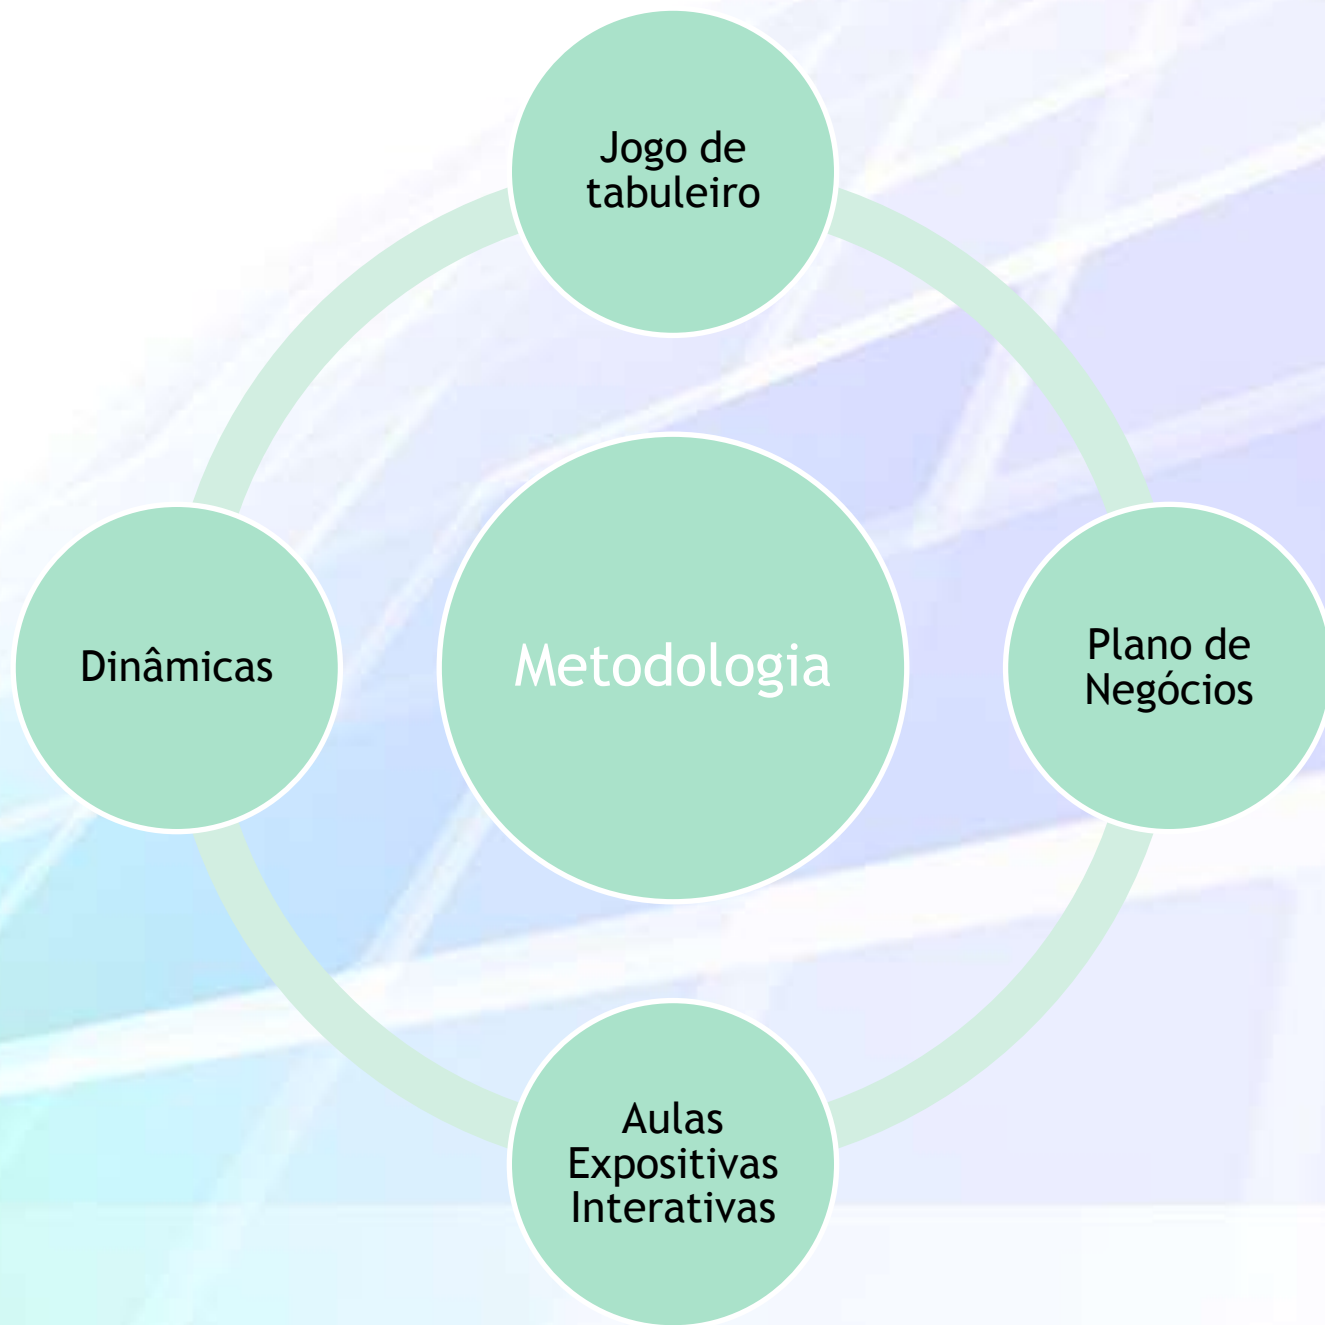 Jogo de
tabuleiro
Dinâmicas
Metodologia
Plano de
Negócios
Aulas
Expositivas
Interativas